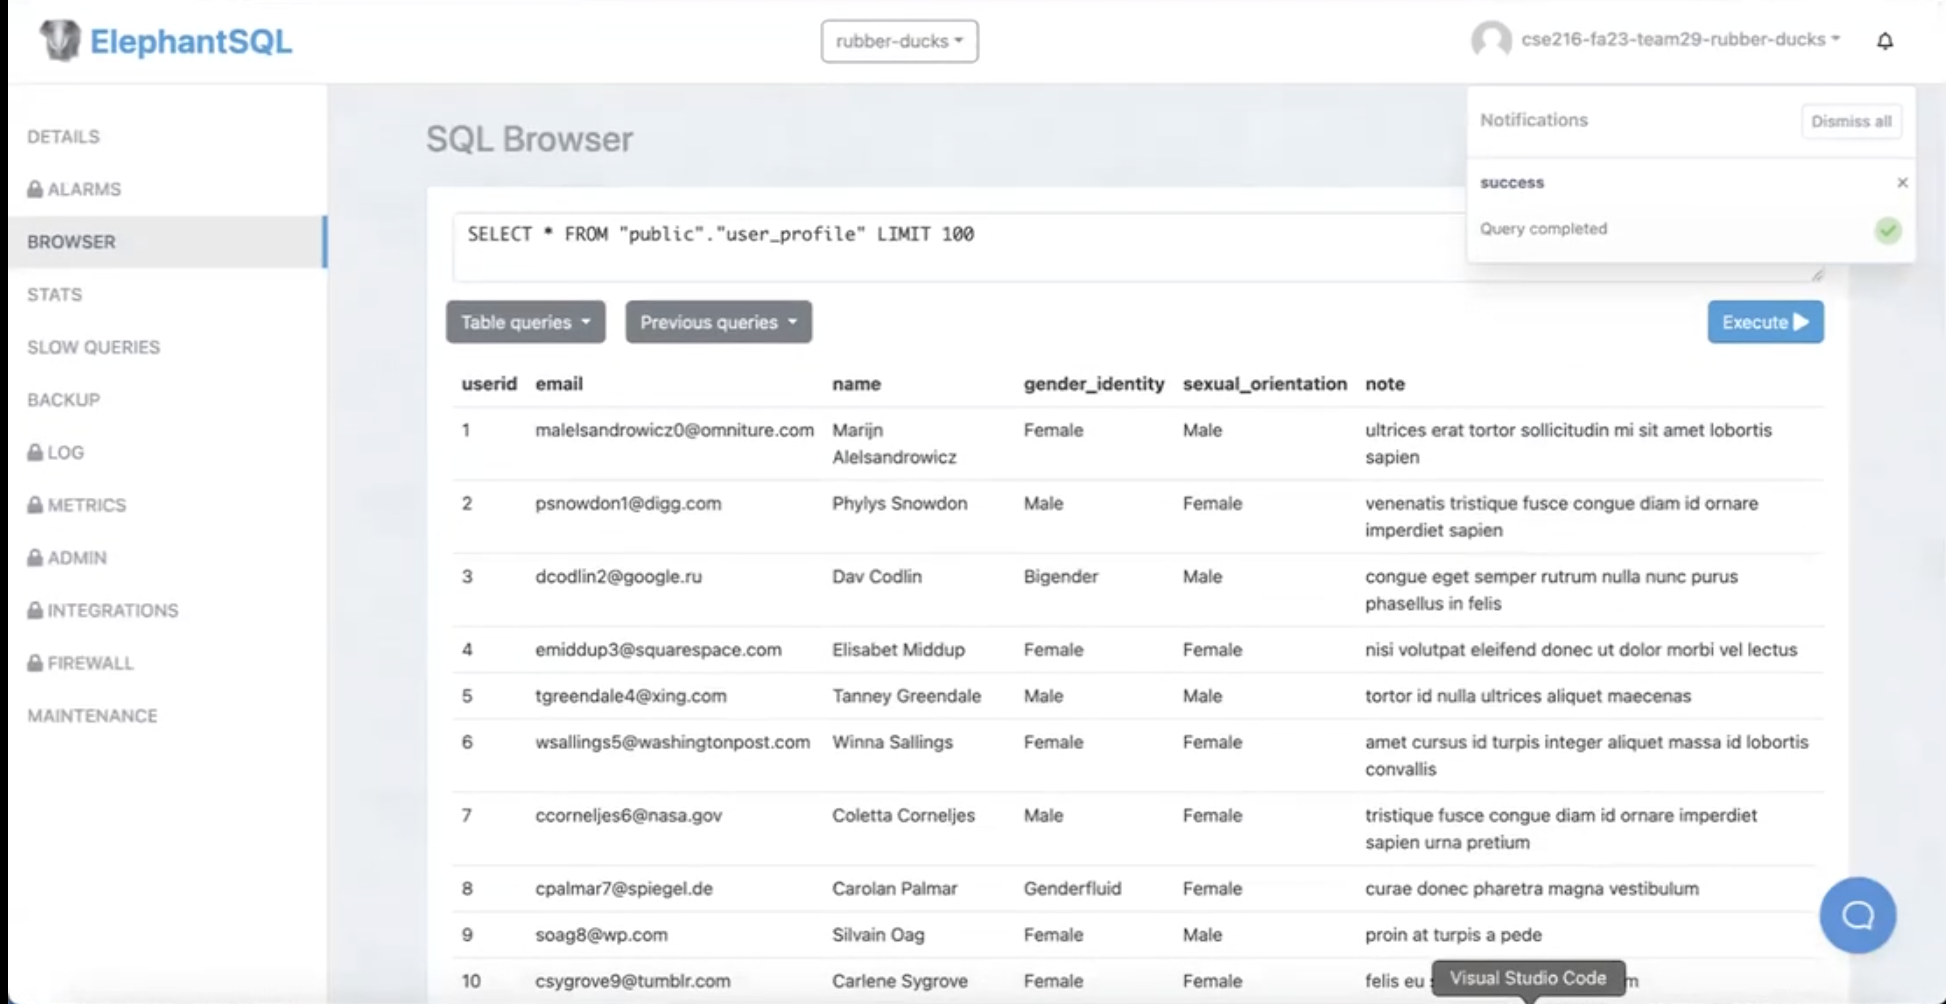 ElephantSQL
rubber-ducks
cse216-fa23-team29-rubber-ducks
DETAILS
ALARMS
BROWSER
STATS
SLOW QUERIES
BACKUP
LOG
METRICS
ADMIN
INTEGRATIONS
FIREWALL
MAINTENANCE
SQL Browser
Notifications
Dismiss all
success
×
Query completed
SELECT * FROM "public"."user_profile" LIMIT 100
Table queries
Previous queries
Execute
userid email name gender_identity sexual_orientation note
1 malelsandrowicz0@omniture.com Marijn Female Male ultrices erat tortor sollicitudin mi sit amet lobortis
Alelsandrowicz sapien
2 psnowdon1@digg.com Phylys Snowdon Male Female venenatis tristique fusce congue diam id ornare
imperdiet sapien
3 dcodlin2@google.ru Dav Codlin Bigender Male congue eget semper rutrum nulla nunc purus
phasellus in felis
4 emiddup3@squarespace.com Elisabet Middup Female Female nisi volutpat eleifend donec ut dolor morbi vel lectus
5 tgreendale4@xing.com Tanney Greendale Male Male tortor id nulla ultrices aliquet maecenas
6 wsallings5@washingtonpost.com Winna Sallings Female Female amet cursus id turpis integer aliquet massa id lobortis
convallis
7 ccorneljes6@nasa.gov Coletta Corneljes Male Female tristique fusce congue diam id ornare imperdiet
sapien urna pretium
8 cpalmar7@spiegel.de Carolan Palmar Genderfluid Female curae donec pharetra magna vestibulum
9 soag8@wp.com Silvain Oag Female Male proin at turpis a pede
10 csygrove9@tumblr.com Carlene Sygrove Female Female felis eu
Visual Studio Code